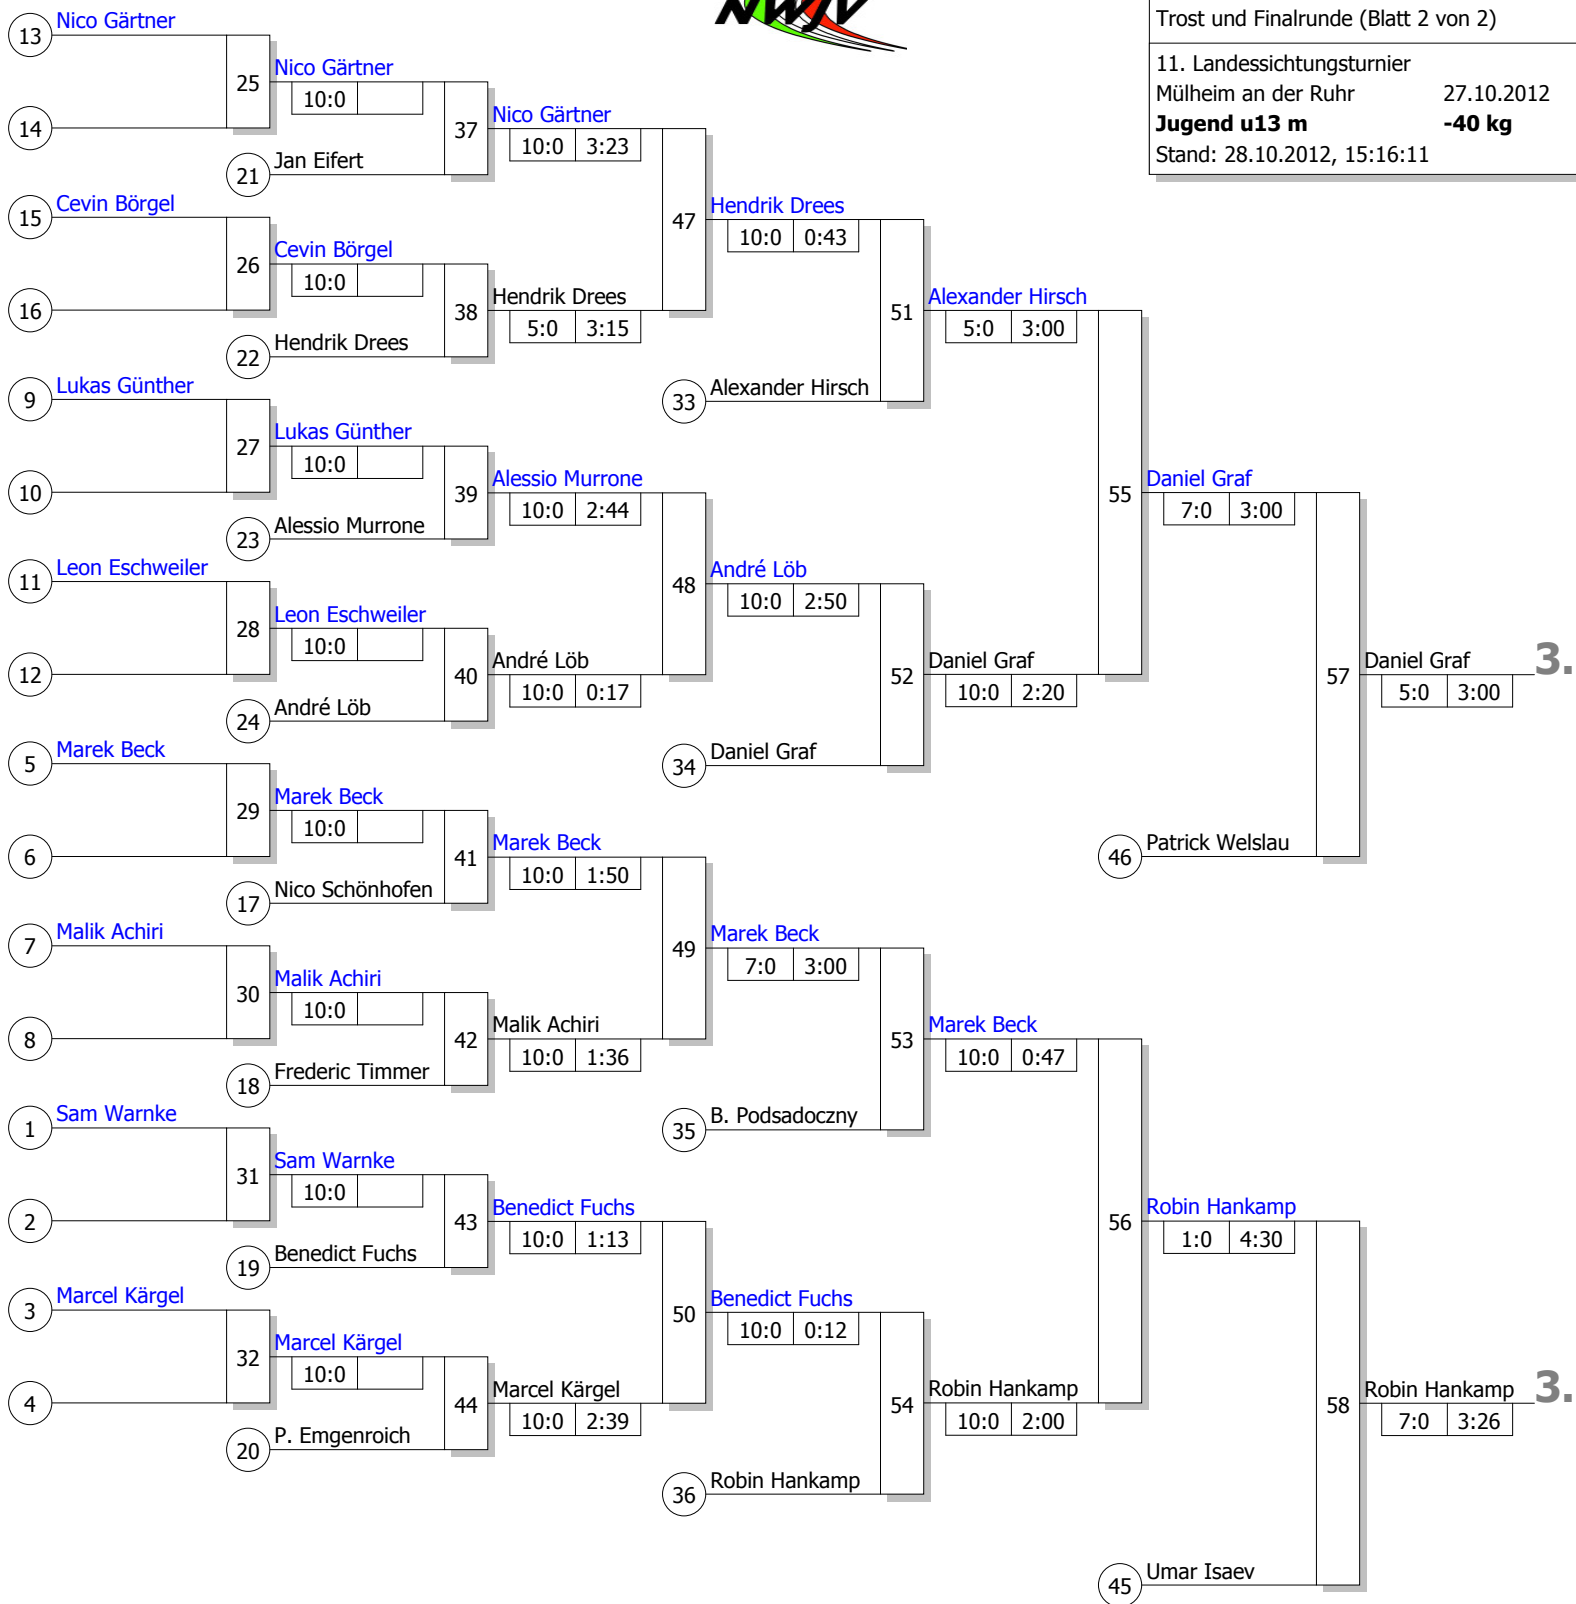 NWJV
Trost und Finalrunde (Blatt 2 von 2)
11. Landessichtungsturnier
Mülheim an der Ruhr 27.10.2012
Jugend u13 m -40 kg
Stand: 28.10.2012, 15:16:11
13 Nico Gärtner
14
25
Nico Gärtner
10:0
21 Jan Eifert
37
Nico Gärtner
10:0 3:23
15 Cevin Börgel
16
26
Cevin Börgel
10:0
22 Hendrik Drees
38
Hendrik Drees
5:0 3:15
47
Hendrik Drees
10:0 0:43
33 Alexander Hirsch
51
Alexander Hirsch
5:0 3:00
9 Lukas Günther
10
27
Lukas Günther
10:0
23 Alessio Murrone
39
Alessio Murrone
10:0 2:44
11 Leon Eschweiler
12
28
Leon Eschweiler
10:0
24 André Löb
40
André Löb
10:0 0:17
48
André Löb
10:0 2:50
34 Daniel Graf
52
Daniel Graf
10:0 2:20
55
Daniel Graf
7:0 3:00
46 Patrick Welslau
57
Daniel Graf 3.
5:0 3:00
5 Marek Beck
6
29
Marek Beck
10:0
17 Nico Schönhofen
41
Marek Beck
10:0 1:50
7 Malik Achiri
8
30
Malik Achiri
10:0
18 Frederic Timmer
42
Malik Achiri
10:0 1:36
49
Marek Beck
7:0 3:00
35 B. Podsadoczny
53
Marek Beck
10:0 0:47
1 Sam Warnke
2
31
Sam Warnke
10:0
19 Benedict Fuchs
43
Benedict Fuchs
10:0 1:13
3 Marcel Kärgel
4
32
Marcel Kärgel
10:0
20 P. Emgenroich
44
Marcel Kärgel
10:0 2:39
50
Benedict Fuchs
10:0 0:12
36 Robin Hankamp
54
Robin Hankamp
10:0 2:00
56
Robin Hankamp
1:0 4:30
45 Umar Isaev
58
Robin Hankamp 3.
7:0 3:26